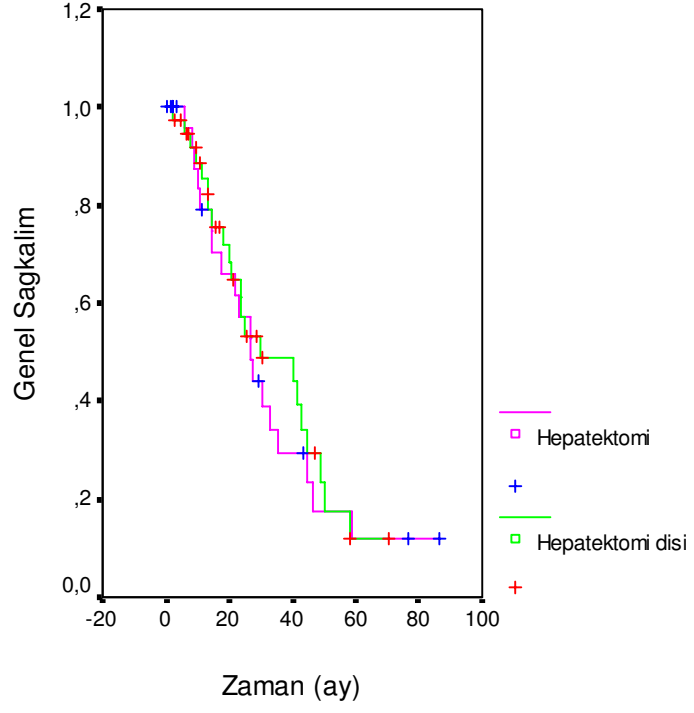 1,2
1,0
,8
,6
,4
,2
0,0
Genel Sagkalim
-20 0 20 40 60 80 100
Zaman (ay)
Hepatektomi
Hepatektomi disi